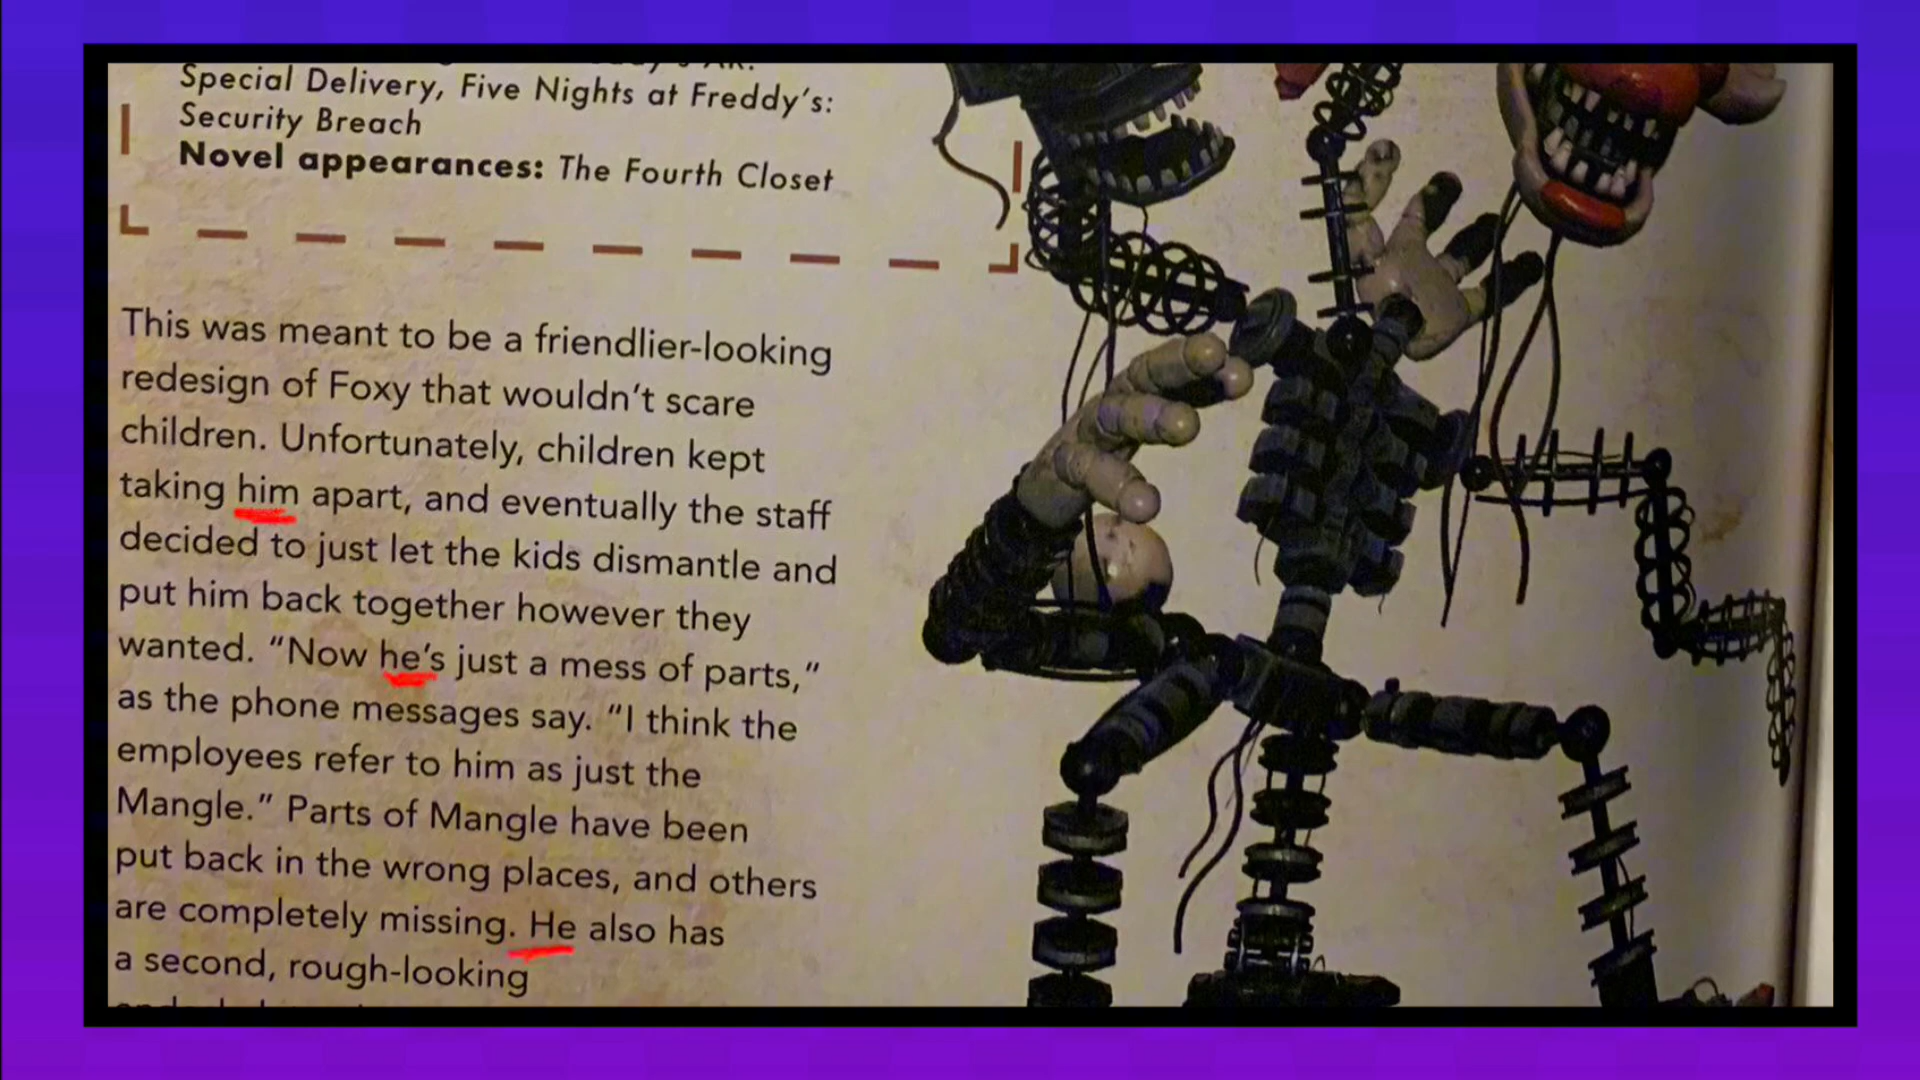 Special Delivery, Five Nights at Freddy's:
Security Breach
Novel appearances: The Fourth Closet
This was meant to be a friendlier-looking
redesign of Foxy that wouldn't scare
children. Unfortunately, children kept
taking him apart, and eventually the staff
decided to just let the kids dismantle and
put him back together however they
wanted. "Now he's just a mess of parts,"
as the phone messages say. "I think the
employees refer to him as just the
Mangle." Parts of Mangle have been
put back in the wrong places, and others
are completely missing. He also has
a second, rough-looking